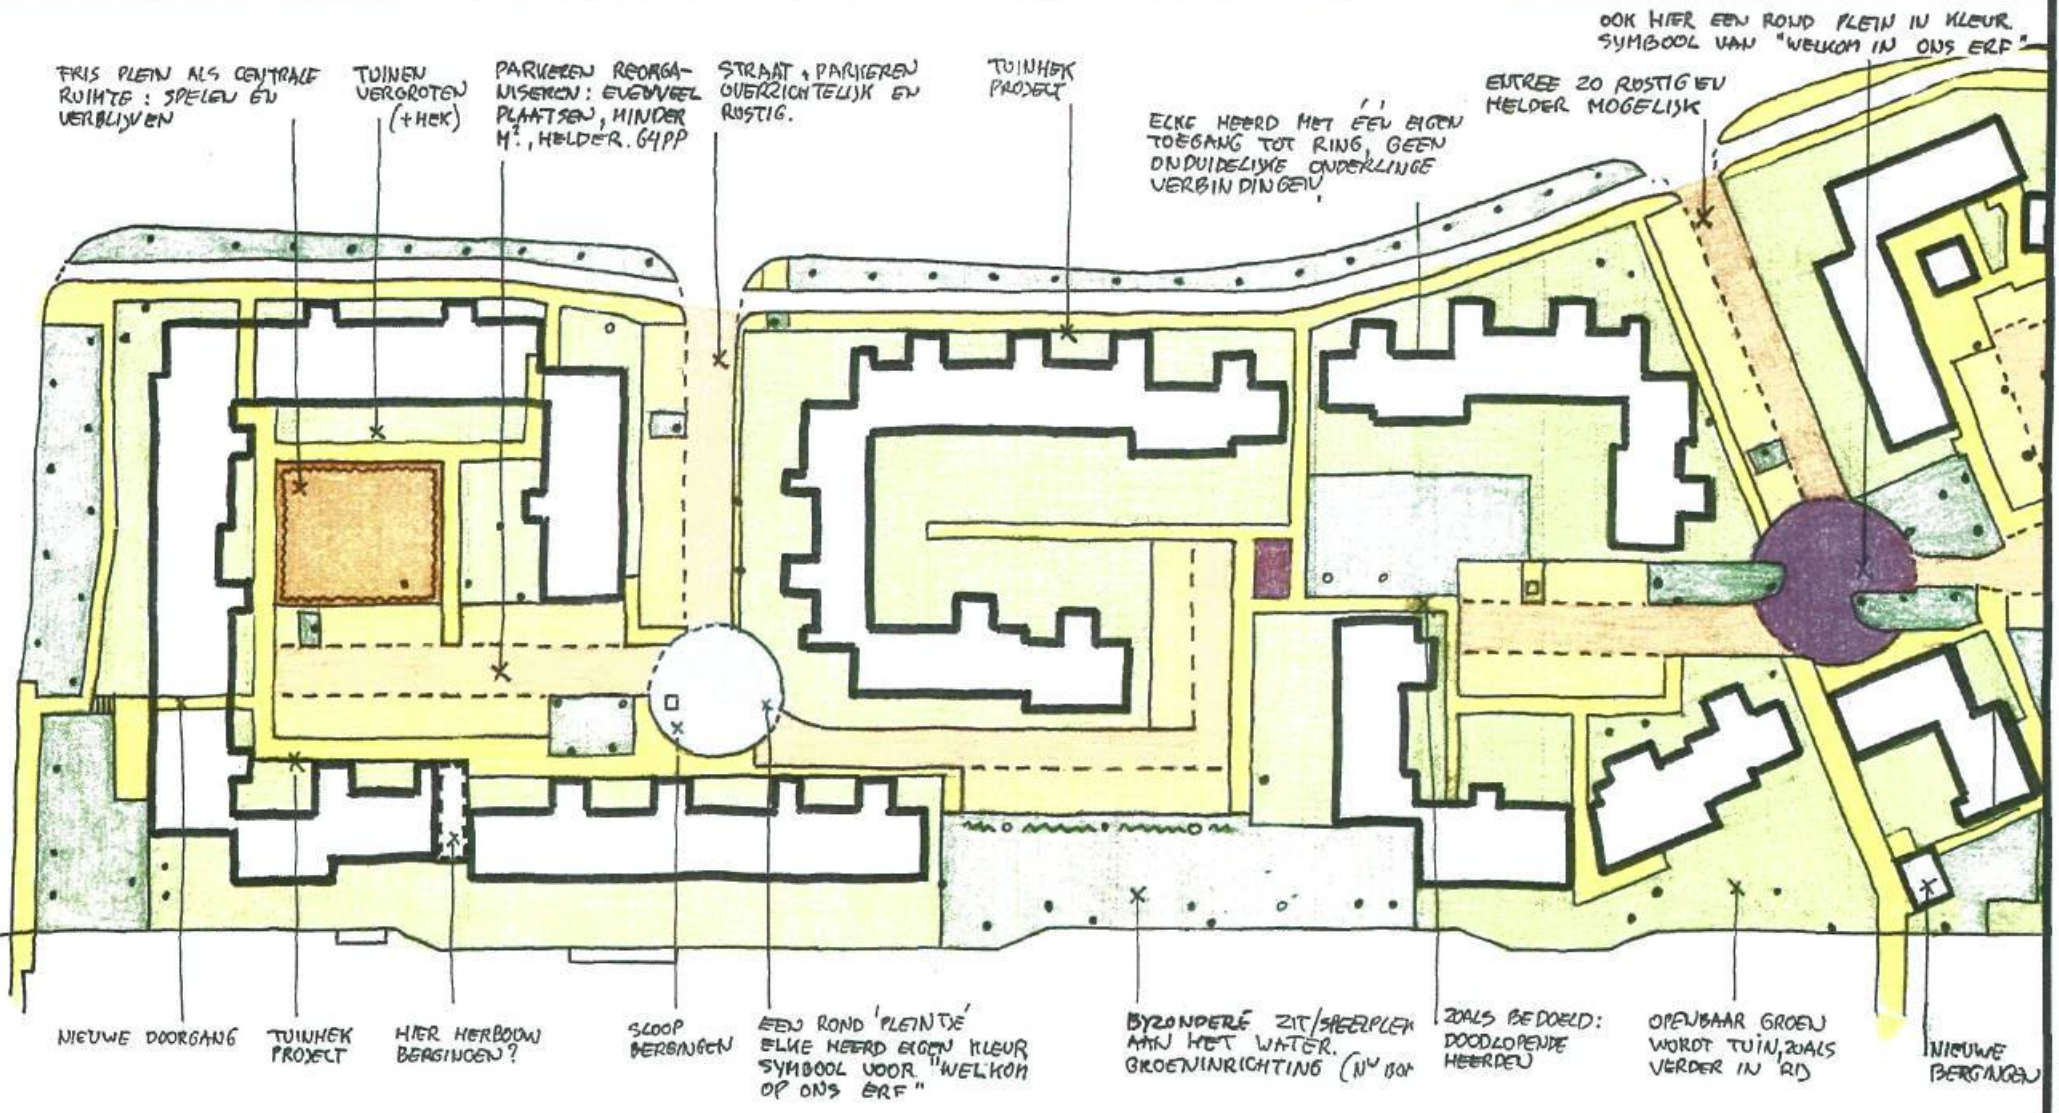 OOK HIER EEN ROND PLEIN IN KLEUR.
SYMBOOL VAN "WELKOM IN ONS ERF"
FRIS PLEIN ALS CENTRALE
RUIMTE : SPELEN EN
VERBLIJVEN
TUINEN
VERGROTEN
(+HEK)
PARKEREN REORGA-
NISEREN : EVENVEEL
PLAATSEN, MINDER
M², HELDER. 64PP
STRAAT + PARKEREN
OVERZICHTELIJK EN
RUSTIG.
TUINHEK
PROJECT
ELKE HEERD MET ÉÉN EIGEN
TOEGANG TOT RING, GEEN
ONDUIDELIJKE ONDERLINGE
VERBINDINGEN!
ENTREE ZO RUSTIG EN
HELDER MOGELIJK
NIEUWE DOORGANG
TUINHEK
PROJECT
HIER HERBOUW
BERGINGEN?
SLOOP
BERGINGEN
EEN ROND 'PLEINTJE'
ELKE HEERD EIGEN KLEUR
SYMBOOL VOOR "WELKOM
OP ONS ERF"
BYZONDERE ZIT/SPEELPLEK
AAN HET WATER.
GROENINRICHTING
ZOALS BEDOELD:
DOODLOPENDE
HEERDEN
OPENBAAR GROEN
WORDT TUIN, ZOALS
VERDER IN RIJ
NIEUWE
BERGINGEN